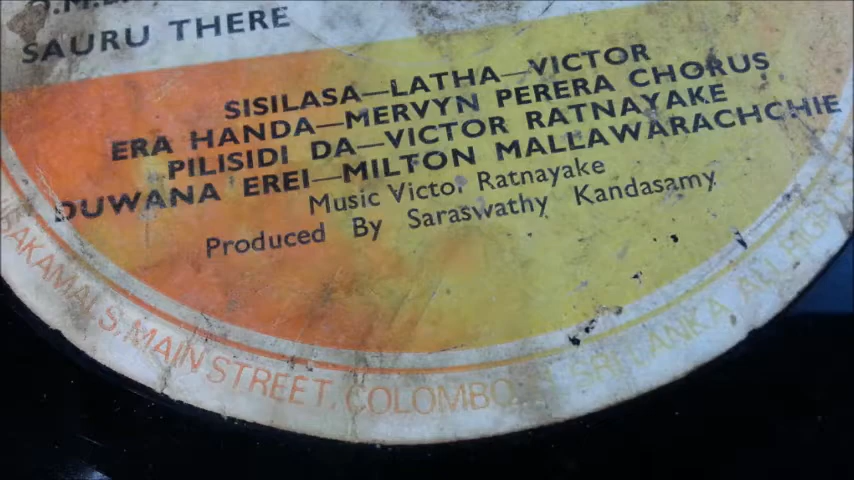 SAURU THERE
SISILASA—LATHA—VICTOR
ERA HANDA—MERVYN PERERA CHORUS
PILISIDI DA—VICTOR RATNAYAKE
DUWANA EREI—MILTON MALLAWARACHCHIE
Music Victor Ratnayake
Produced By Saraswathy Kandasamy
SAKAMALS, MAIN STREET, COLOMBO SRI LANKA. ALL RIGHTS